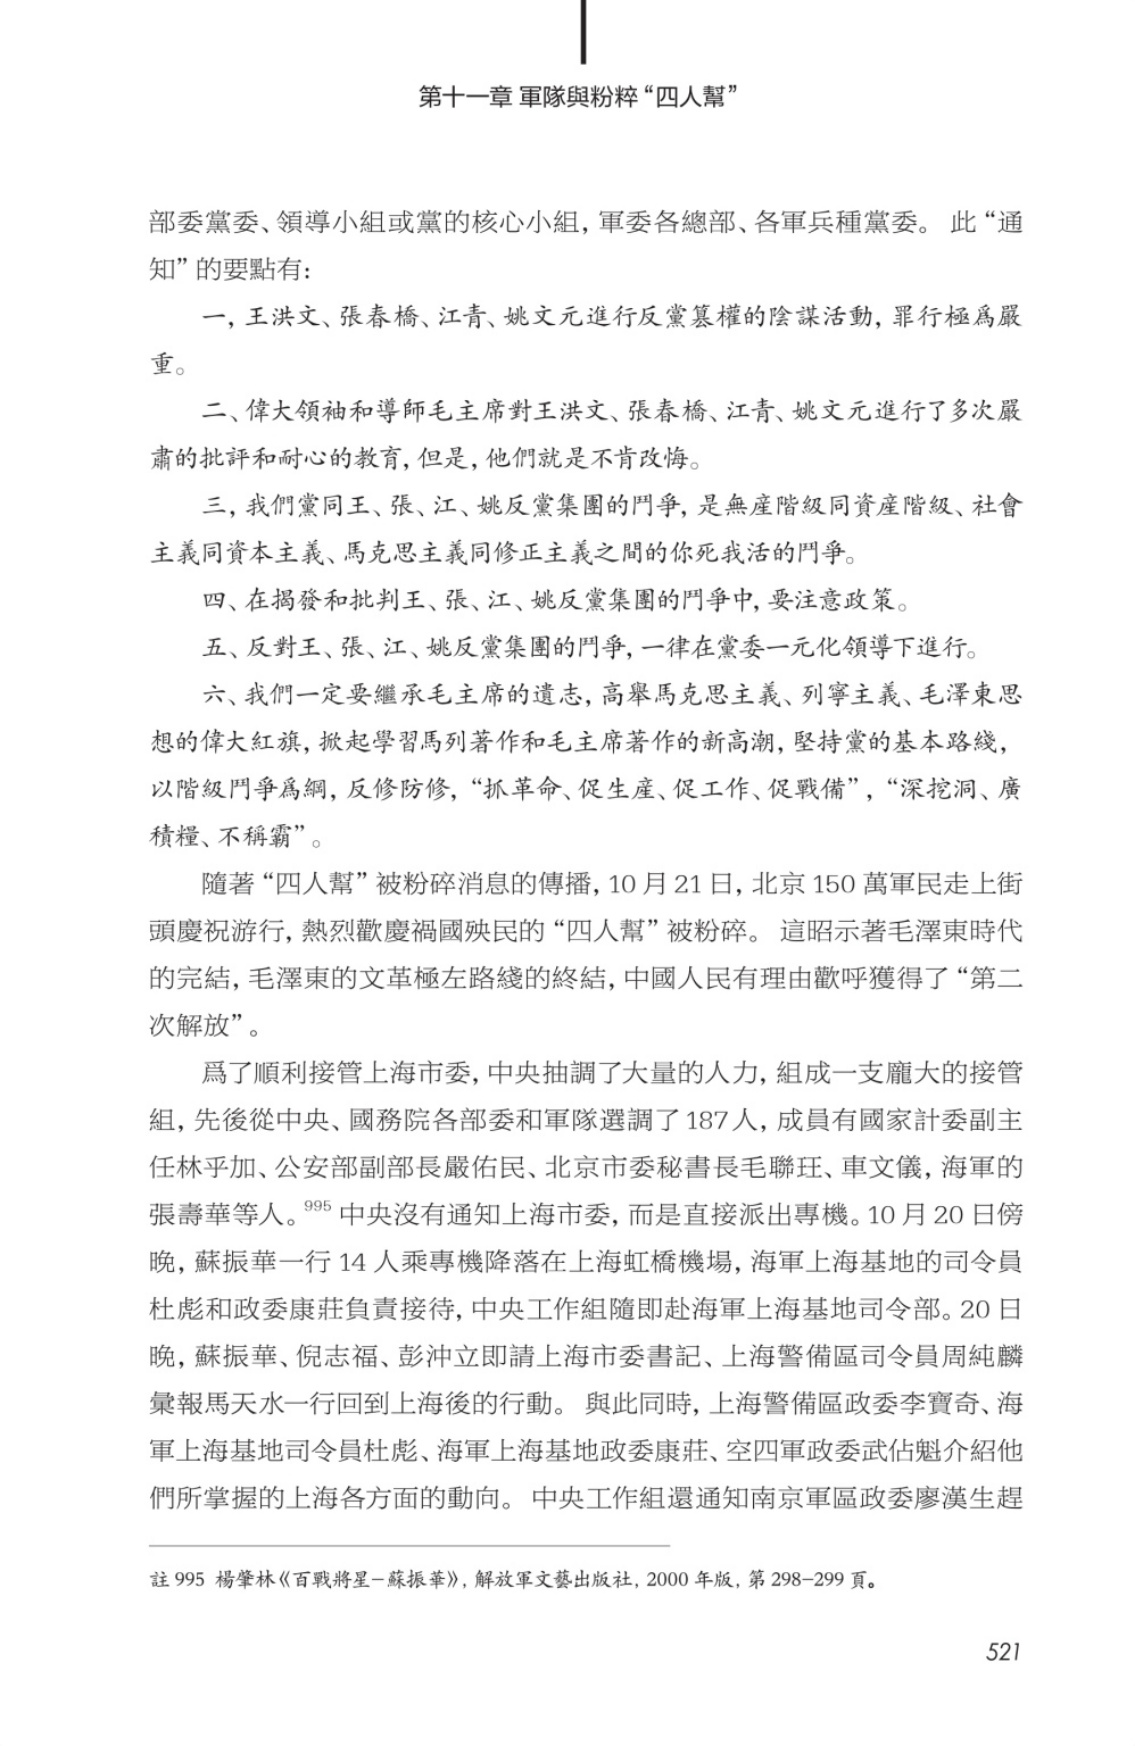 第十一章 軍隊與粉粹“四人幫”
部委黨委、領導小組或黨的核心小組，軍委各總部、各軍兵種黨委。 此“通
知”的要點有：
一，王洪文、張春橋、江青、姚文元進行反黨篡權的陰謀活動，罪行極爲嚴
重。
二、偉大領袖和導師毛主席對王洪文、張春橋、江青、姚文元進行了多次嚴
肅的批評和耐心的教育，但是，他們就是不肯改悔。
三，我們黨同王、張、江、姚反黨集團的鬥爭，是無産階級同資産階級、社會
主義同資本主義、馬克思主義同修正主義之間的你死我活的鬥爭。
四、在揭發和批判王、張、江、姚反黨集團的鬥爭中，要注意政策。
五、反對王、張、江、姚反黨集團的鬥爭，一律在黨委一元化領導下進行。
六、我們一定要繼承毛主席的遺志，高舉馬克思主義、列寧主義、毛澤東思
想的偉大紅旗，掀起學習馬列著作和毛主席著作的新高潮，堅持黨的基本路綫，
以階級鬥爭爲綱，反修防修，“抓革命、促生産、促工作、促戰備”，“深挖洞、廣
積糧、不稱霸”。
隨著“四人幫”被粉碎消息的傳播，10 月 21 日，北京 150 萬軍民走上街
頭慶祝游行，熱烈歡慶禍國殃民的“四人幫”被粉碎。 這昭示著毛澤東時代
的完結，毛澤東的文革極左路綫的終結，中國人民有理由歡呼獲得了“第二
次解放”。
爲了順利接管上海市委，中央抽調了大量的人力，組成一支龐大的接管
組，先後從中央、國務院各部委和軍隊選調了187人，成員有國家計委副主
任林乎加、公安部副部長嚴佑民、北京市委秘書長毛聯玨、車文儀，海軍的
張壽華等人。995 中央沒有通知上海市委，而是直接派出專機。10 月 20 日傍
晚，蘇振華一行 14 人乘專機降落在上海虹橋機場，海軍上海基地的司令員
杜彪和政委康莊負責接待，中央工作組隨即赴海軍上海基地司令部。20 日
晚，蘇振華、倪志福、彭沖立即請上海市委書記、上海警備區司令員周純麟
彙報馬天水一行回到上海後的行動。 與此同時，上海警備區政委李寶奇、海
軍上海基地司令員杜彪、海軍上海基地政委康莊、空四軍政委武佔魁介紹他
們所掌握的上海各方面的動向。 中央工作組還通知南京軍區政委廖漢生趕
註 995 楊肇林《百戰將星－蘇振華》，解放軍文藝出版社，2000 年版，第 298–299 頁。
521